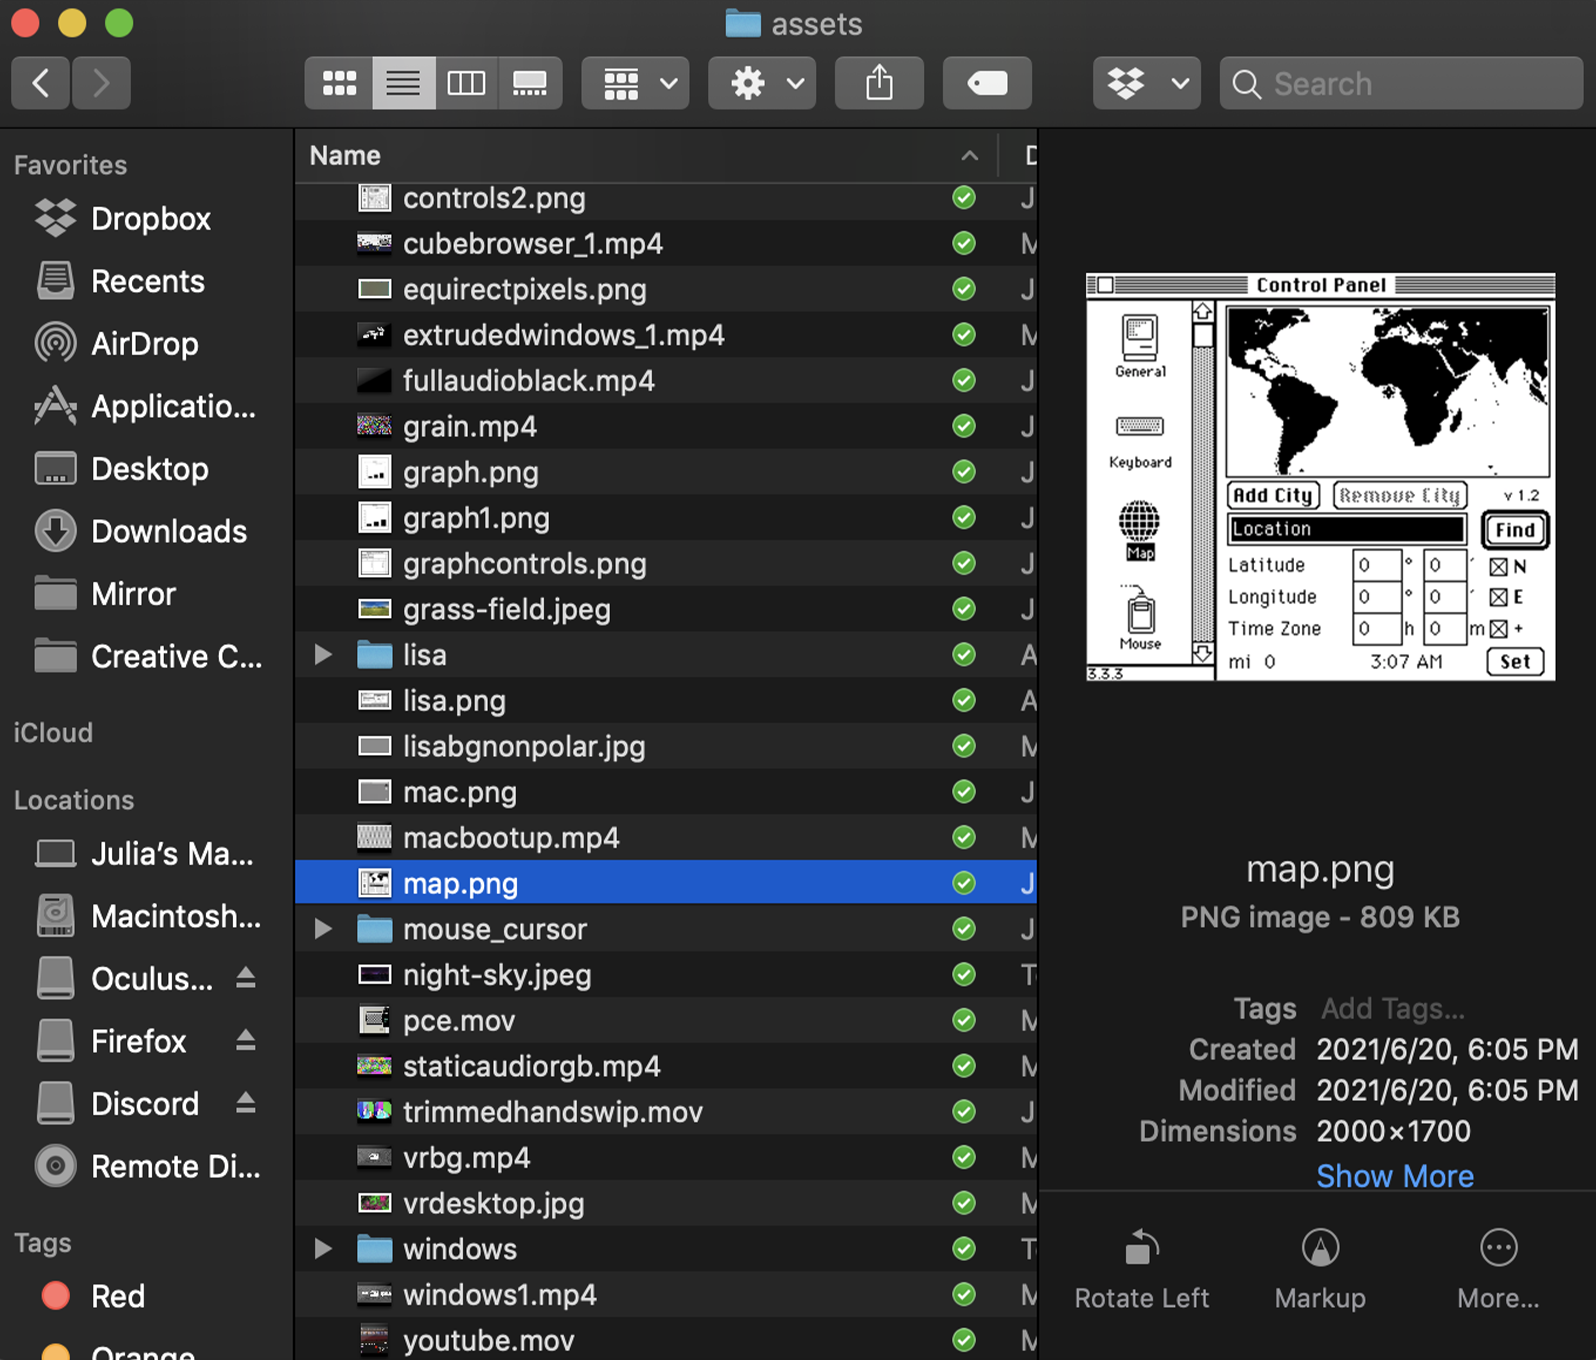 assets
Search
Favorites
Dropbox
Recents
AirDrop
Applicatio...
Desktop
Downloads
Mirror
Creative C...
iCloud
Locations
Julia's Ma...
Macintosh...
Oculus...
Firefox
Discord
Remote Di...
Tags
Red
Orange
Name
controls2.png
cubebrowser_1.mp4
equirectpixels.png
extrudedwindows_1.mp4
fullaudioblack.mp4
grain.mp4
graph.png
graph1.png
graphcontrols.png
grass-field.jpeg
lisa
lisa.png
lisabgnonpolar.jpg
mac.png
macbootup.mp4
map.png
mouse_cursor
night-sky.jpeg
pce.mov
staticaudiorgb.mp4
trimmedhandswip.mov
vrbg.mp4
vrdesktop.jpg
windows
windows1.mp4
youtube.mov
Control Panel
General
Keyboard
Map
Mouse
3.3.3
Add City Remove City v 1.2
Location Find
Latitude 0 ° 0 ´ N
Longitude 0 ° 0 ´ E
Time Zone 0 h 0 m +
mi 0 3:07 AM Set
map.png
PNG image - 809 KB
Tags Add Tags...
Created 2021/6/20, 6:05 PM
Modified 2021/6/20, 6:05 PM
Dimensions 2000×1700
Show More
Rotate Left Markup More...